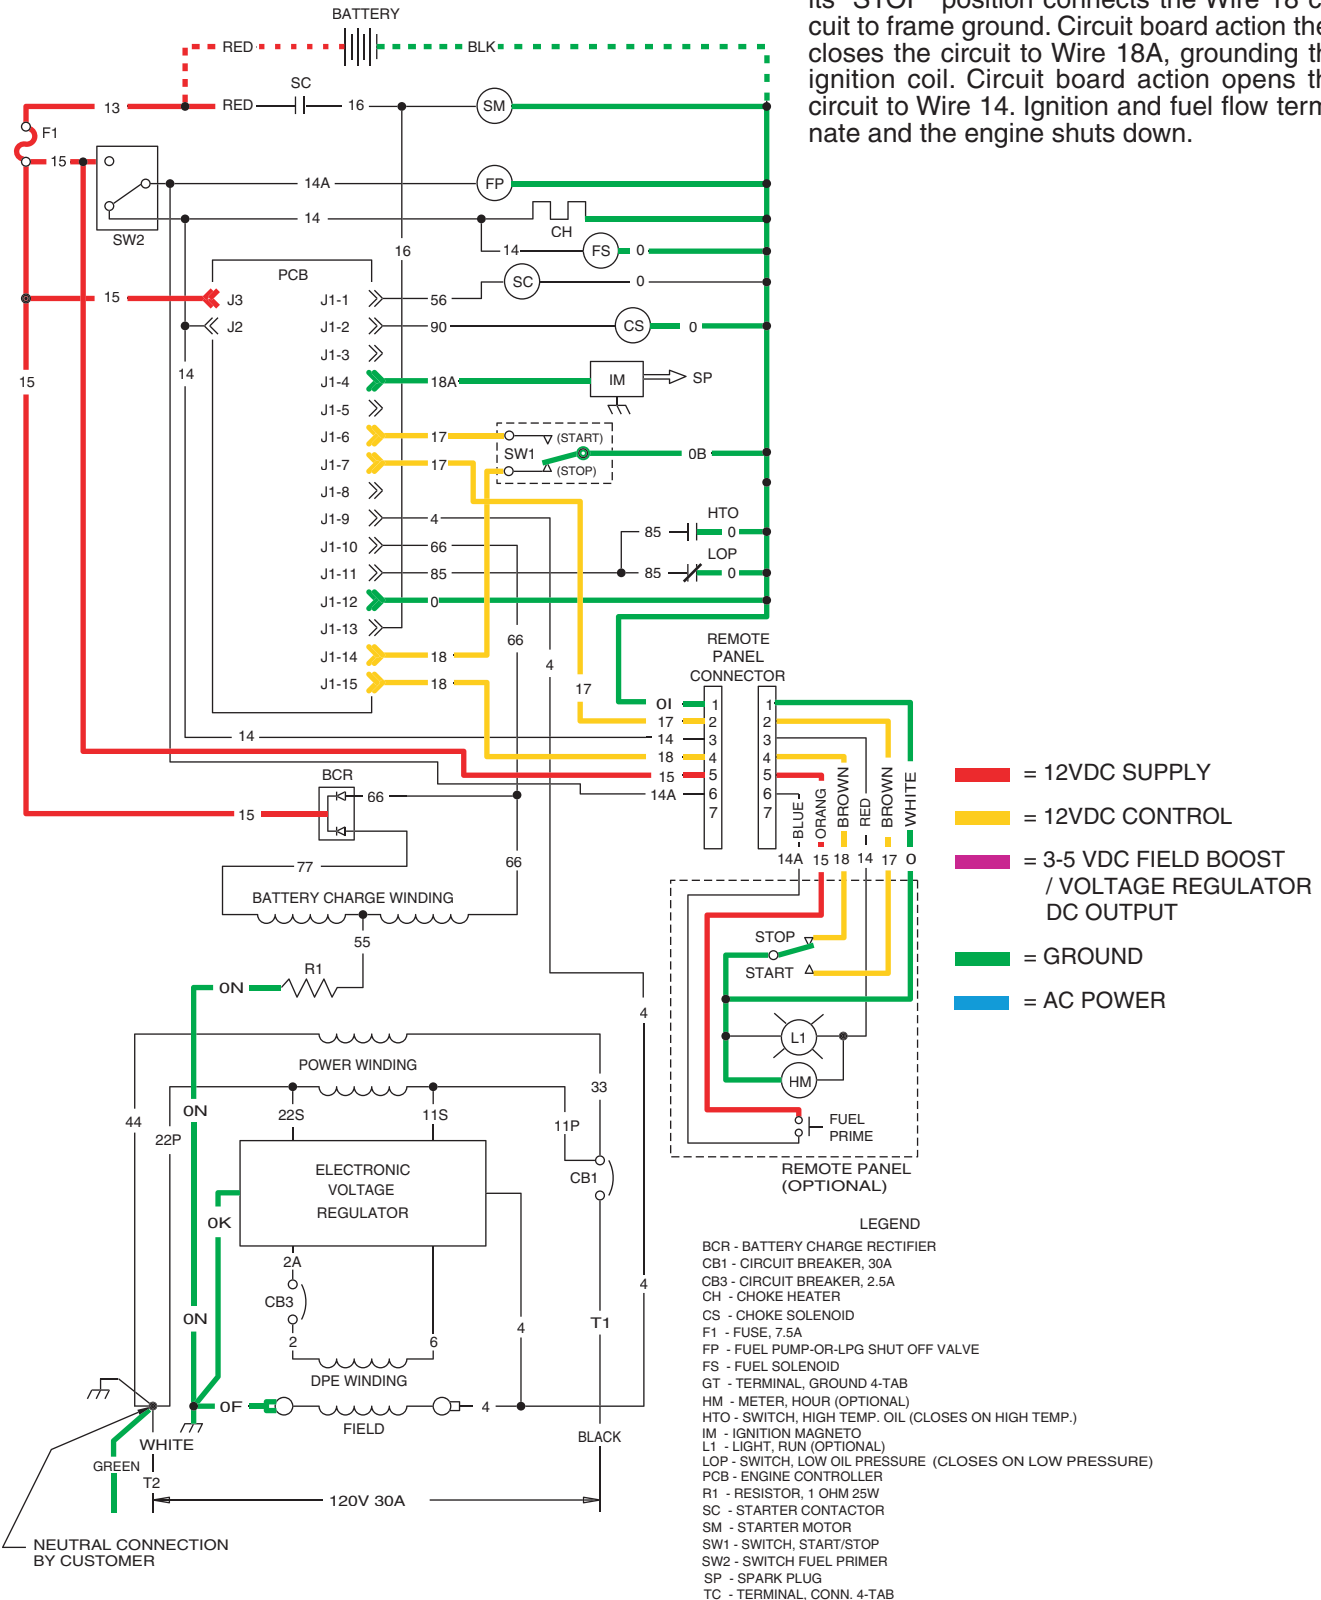 its "STOP" position connects the Wire 18
cuit to frame ground. Circuit board action
closes the circuit to Wire 18A, grounding
ignition coil. Circuit board action opens
circuit to Wire 14. Ignition and fuel flow
nate and the engine shuts down.
BATTERY
RED
BLK
SC
13
RED
16
SM
F1
15
14A
FP
SW2
14
CH
16
14
FS
0
PCB
SC
0
15
J3
J1-1
56
J2
J1-2
90
CS
0
J1-3
15
14
J1-4
18A
IM
SP
J1-5
J1-6
17
(START)
SW1
0B
J1-7
17
(STOP)
J1-8
J1-9
4
HTO
85
0
J1-10
66
LOP
J1-11
85
85
0
J1-12
0
J1-13
66
J1-14
18
4
J1-15
18
17
REMOTE
PANEL
CONNECTOR
0I
1
1
17
2
2
14
14
3
3
18
4
4
15
5
5
14A
6
6
7
7
BCR
66
15
BLUE
ORANG
BROWN
RED
BROWN
WHITE
14A
15
18
14
17
0
= 12VDC SUPPLY
= 12VDC CONTROL
= 3-5 VDC FIELD BOOST
/ VOLTAGE REGULATOR
DC OUTPUT
= GROUND
= AC POWER
77
66
BATTERY CHARGE WINDING
55
R1
0N
STOP
START
4
L1
HM
FUEL
PRIME
REMOTE PANEL
(OPTIONAL)
POWER WINDING
33
44
0N
22P
22S
11S
11P
CB1
ELECTRONIC
VOLTAGE
REGULATOR
0K
2A
CB3
4
0N
2
6
4
T1
DPE WINDING
0F
4
FIELD
BLACK
WHITE
GREEN
T2
120V 30A
NEUTRAL CONNECTION
BY CUSTOMER
LEGEND
BCR - BATTERY CHARGE RECTIFIER
CB1 - CIRCUIT BREAKER, 30A
CB3 - CIRCUIT BREAKER, 2.5A
CH - CHOKE HEATER
CS - CHOKE SOLENOID
F1 - FUSE, 7.5A
FP - FUEL PUMP-OR-LPG SHUT OFF VALVE
FS - FUEL SOLENOID
GT - TERMINAL, GROUND 4-TAB
HM - METER, HOUR (OPTIONAL)
HTO - SWITCH, HIGH TEMP. OIL (CLOSES ON HIGH TEMP.)
IM - IGNITION MAGNETO
L1 - LIGHT, RUN (OPTIONAL)
LOP - SWITCH, LOW OIL PRESSURE (CLOSES ON LOW PRESSURE)
PCB - ENGINE CONTROLLER
R1 - RESISTOR, 1 OHM 25W
SC - STARTER CONTACTOR
SM - STARTER MOTOR
SW1 - SWITCH, START/STOP
SW2 - SWITCH FUEL PRIMER
SP - SPARK PLUG
TC - TERMINAL, CONN. 4-TAB